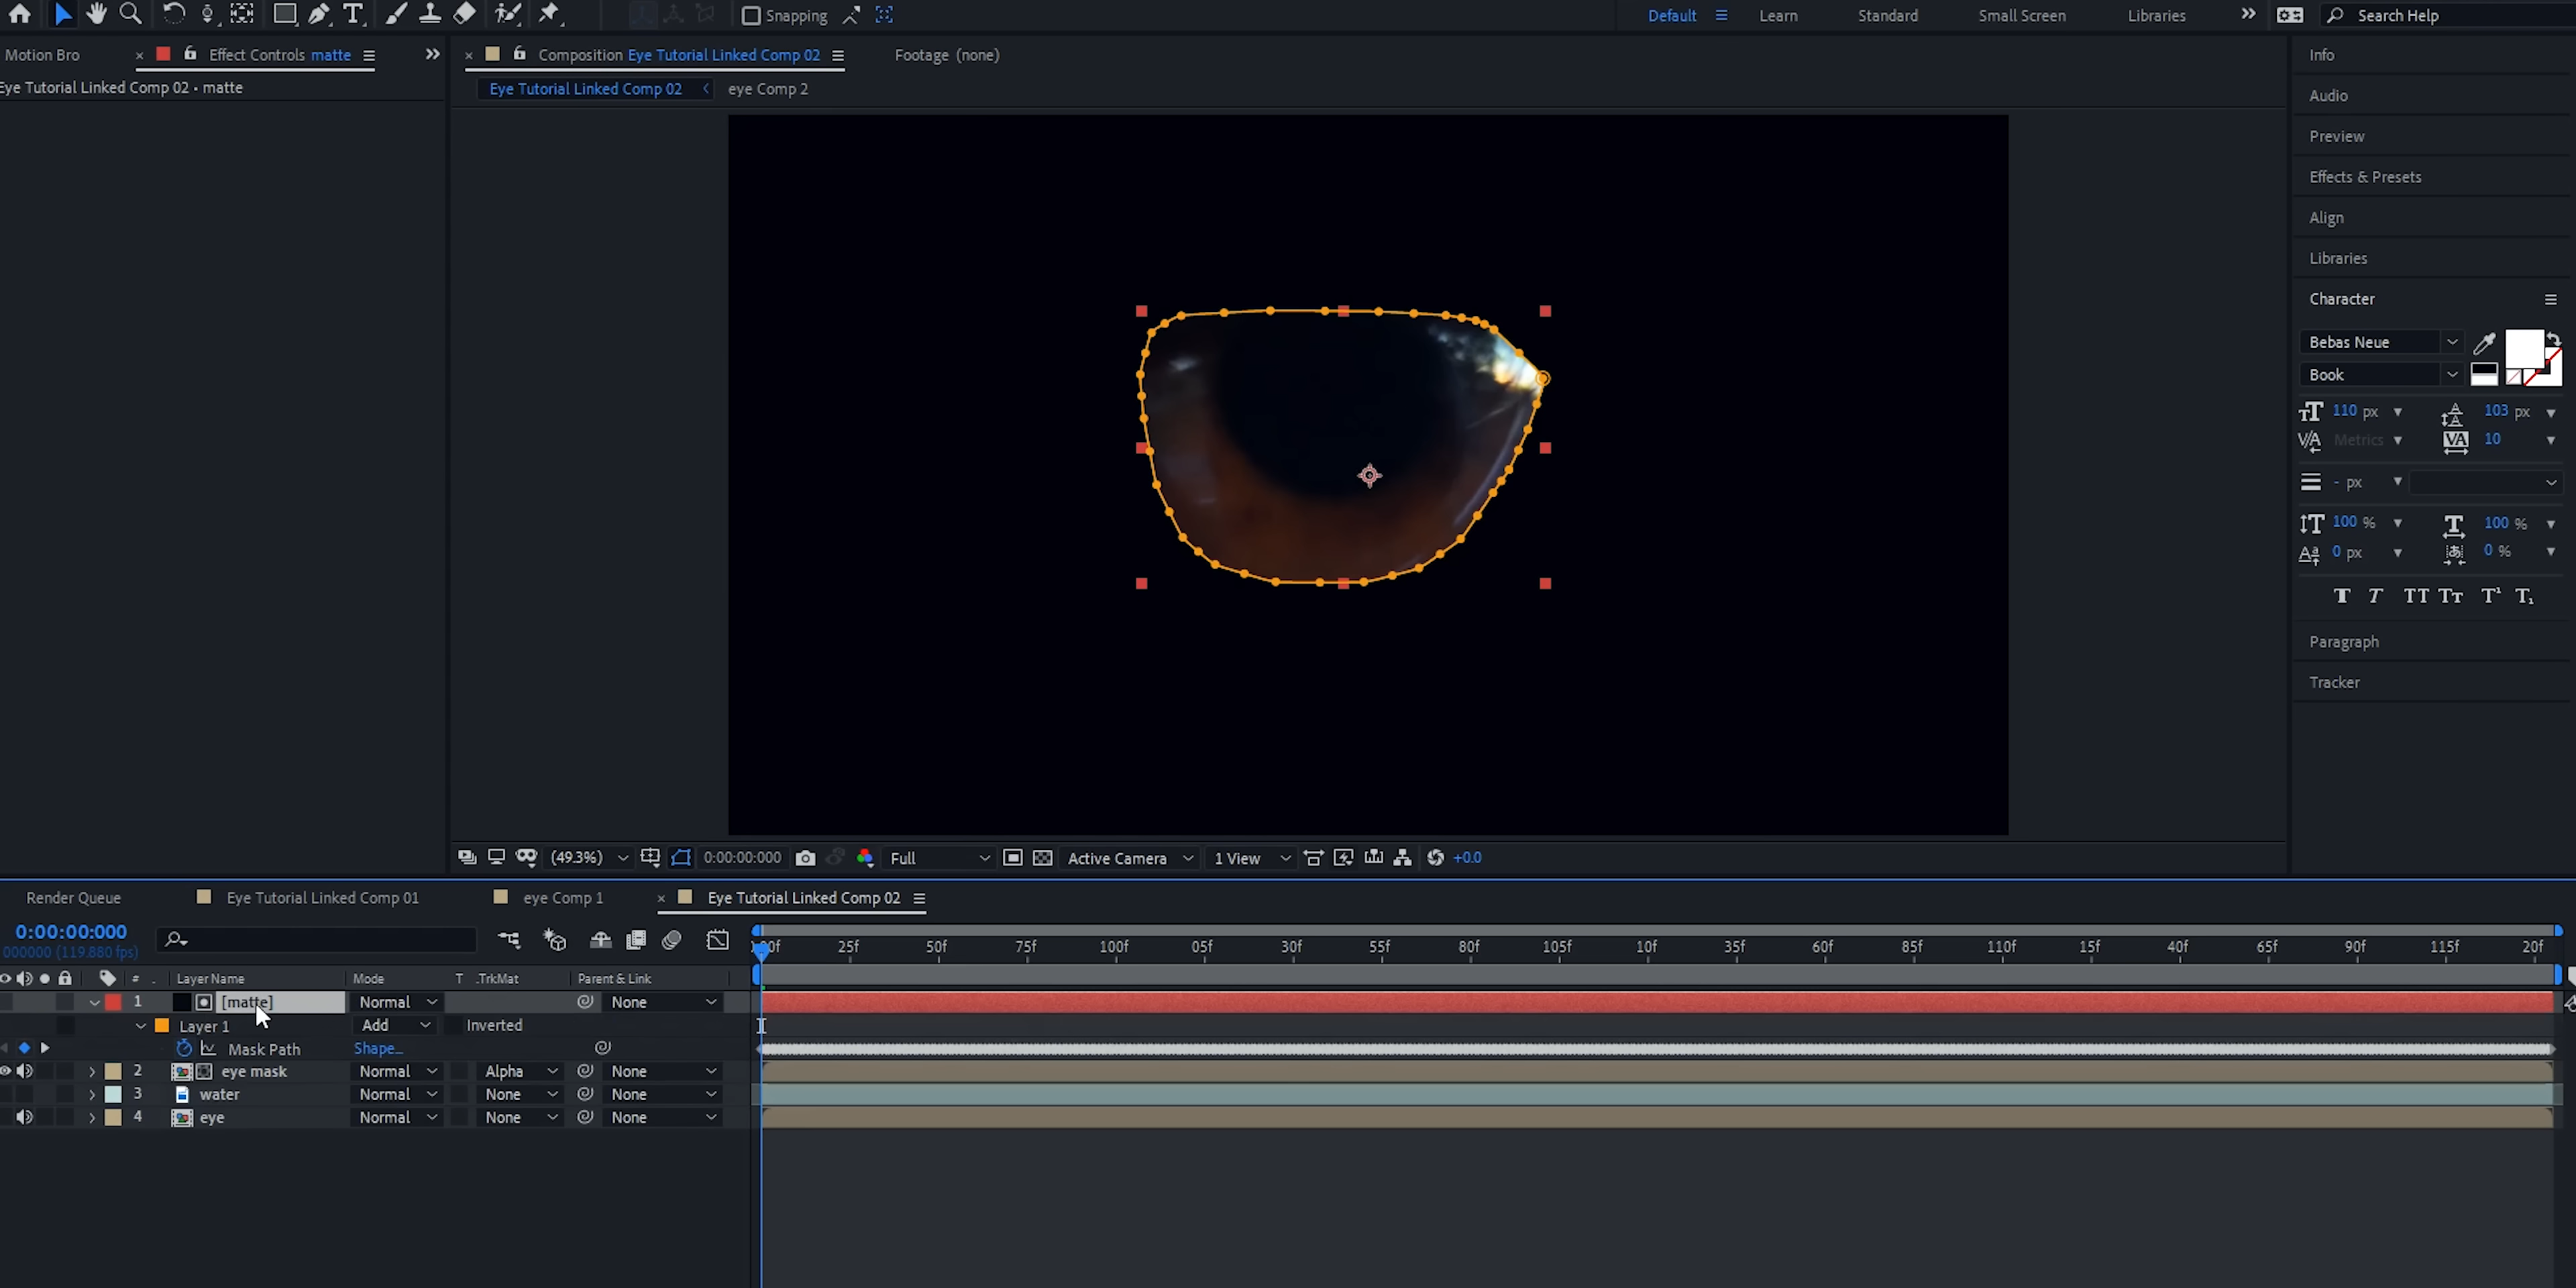 Snapping
Default
Learn
Standard
Small Screen
Libraries
Search Help
Motion Bro
Effect Controls matte
Composition Eye Tutorial Linked Comp 02
Footage (none)
Eye Tutorial Linked Comp 02 • matte
Eye Tutorial Linked Comp 02
eye Comp 2
Info
Audio
Preview
Effects & Presets
Align
Libraries
Character
Bebas Neue
Book
110 px
103 px
Metrics
10
- px
100 %
100 %
0 px
0 %
Paragraph
Tracker
(49.3%)
0:00:00:000
Full
Active Camera
1 View
+0.0
Render Queue
Eye Tutorial Linked Comp 01
eye Comp 1
Eye Tutorial Linked Comp 02
0:00:00:000
000000 (119.880 fps)
:00f 25f 50f 75f 100f 05f 30f 55f 80f 105f 10f 35f 60f 85f 110f 15f 40f 65f 90f 115f 20f
# Layer Name Mode T .TrkMat Parent & Link
1 [matte] Normal None
Layer 1 Add Inverted
Mask Path Shape...
2 eye mask Normal Alpha None
3 water Normal None None
4 eye Normal None None